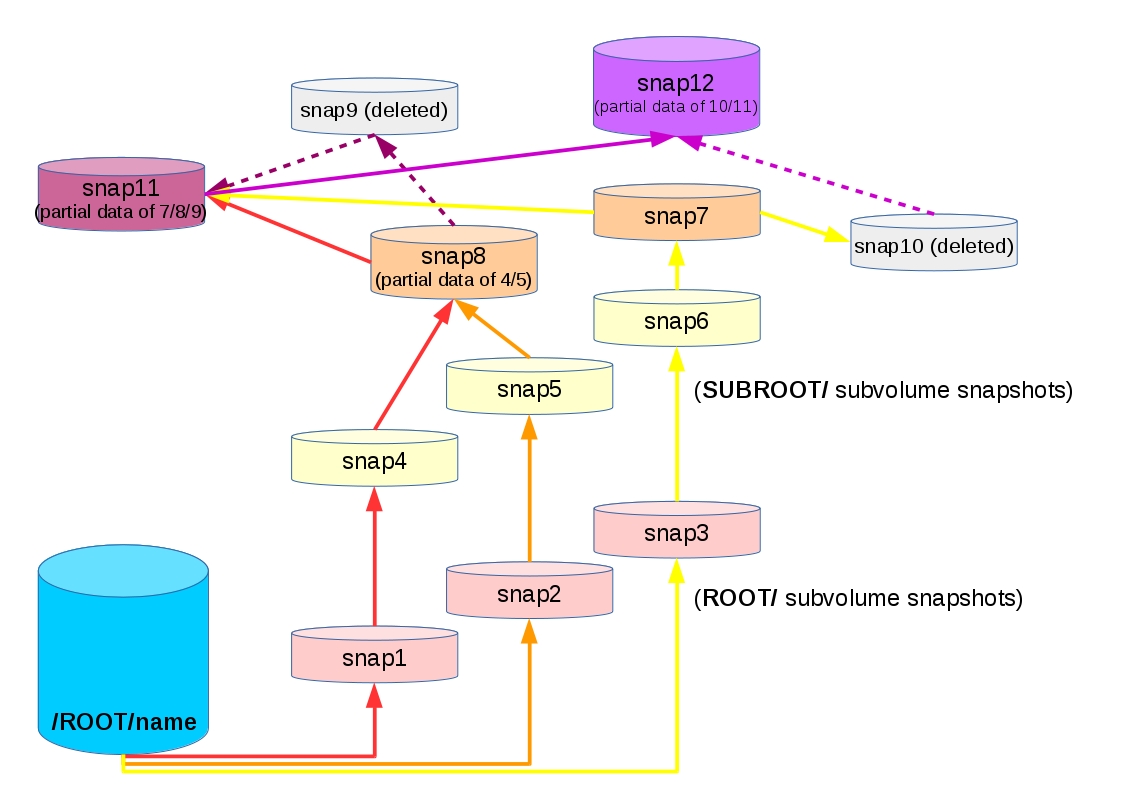 snap12
(partial data of 10/11)
snap9 (deleted)
snap11
(partial data of 7/8/9)
snap7
snap10 (deleted)
snap8
(partial data of 4/5)
snap6
snap5
(SUBROOT/ subvolume snapshots)
snap4
snap3
snap2
(ROOT/ subvolume snapshots)
snap1
/ROOT/name